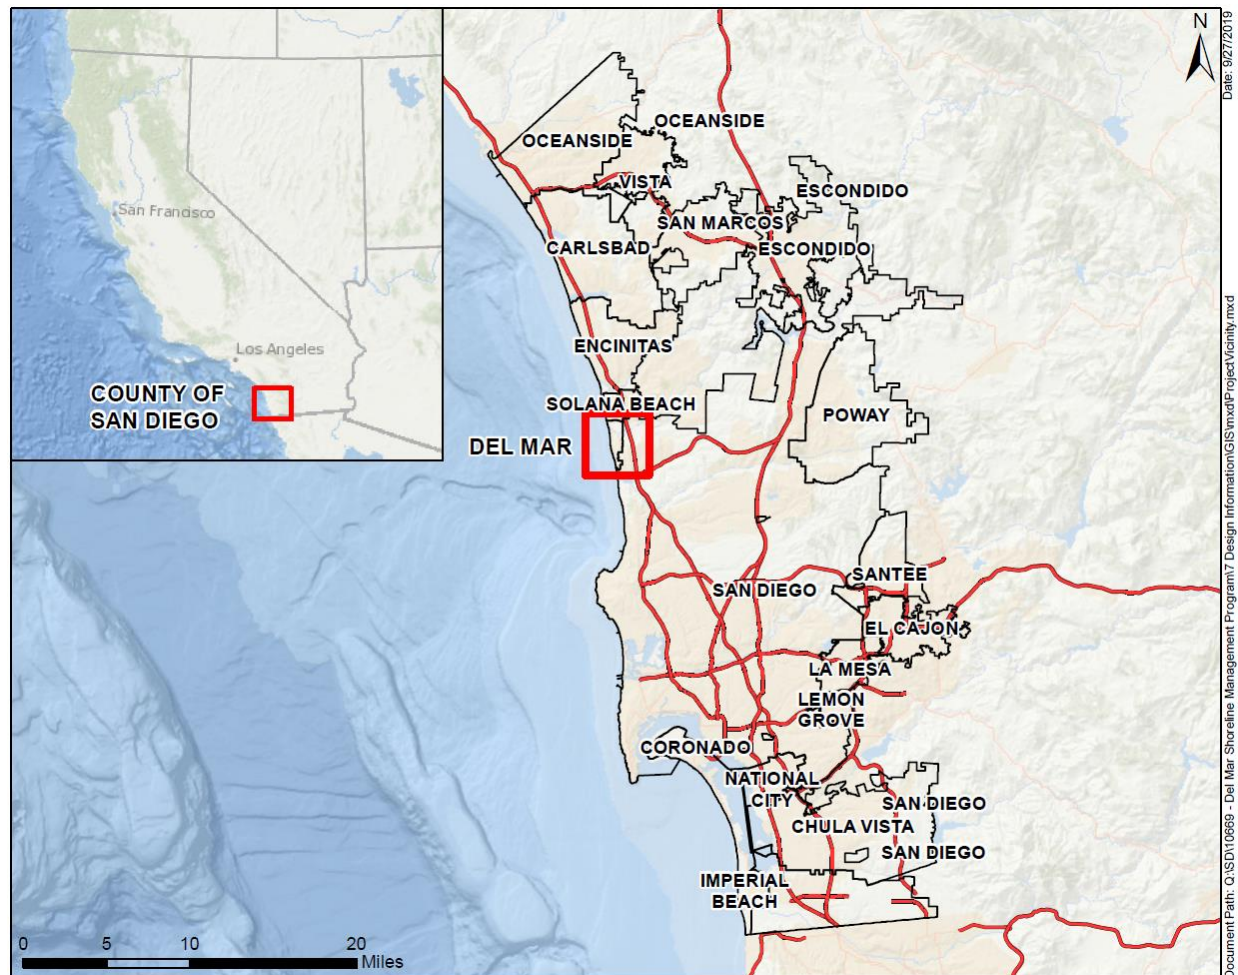 N
San Francisco
Los Angeles
COUNTY OF
SAN DIEGO
OCEANSIDE
OCEANSIDE
VISTA
ESCONDIDO
SAN MARCOS
CARLSBAD
ESCONDIDO
ENCINITAS
SOLANA BEACH
POWAY
DEL MAR
SANTEE
SAN DIEGO
EL CAJON
LA MESA
LEMON
GROVE
CORONADO
NATIONAL
CITY
SAN DIEGO
CHULA VISTA
SAN DIEGO
IMPERIAL
BEACH
0 5 10 20
Miles
Date: 9/27/2019
Document Path: Q:\SD\10669 - Del Mar Shoreline Management Program\7 Design Information\GIS\mxd\ProjectVicinity.mxd